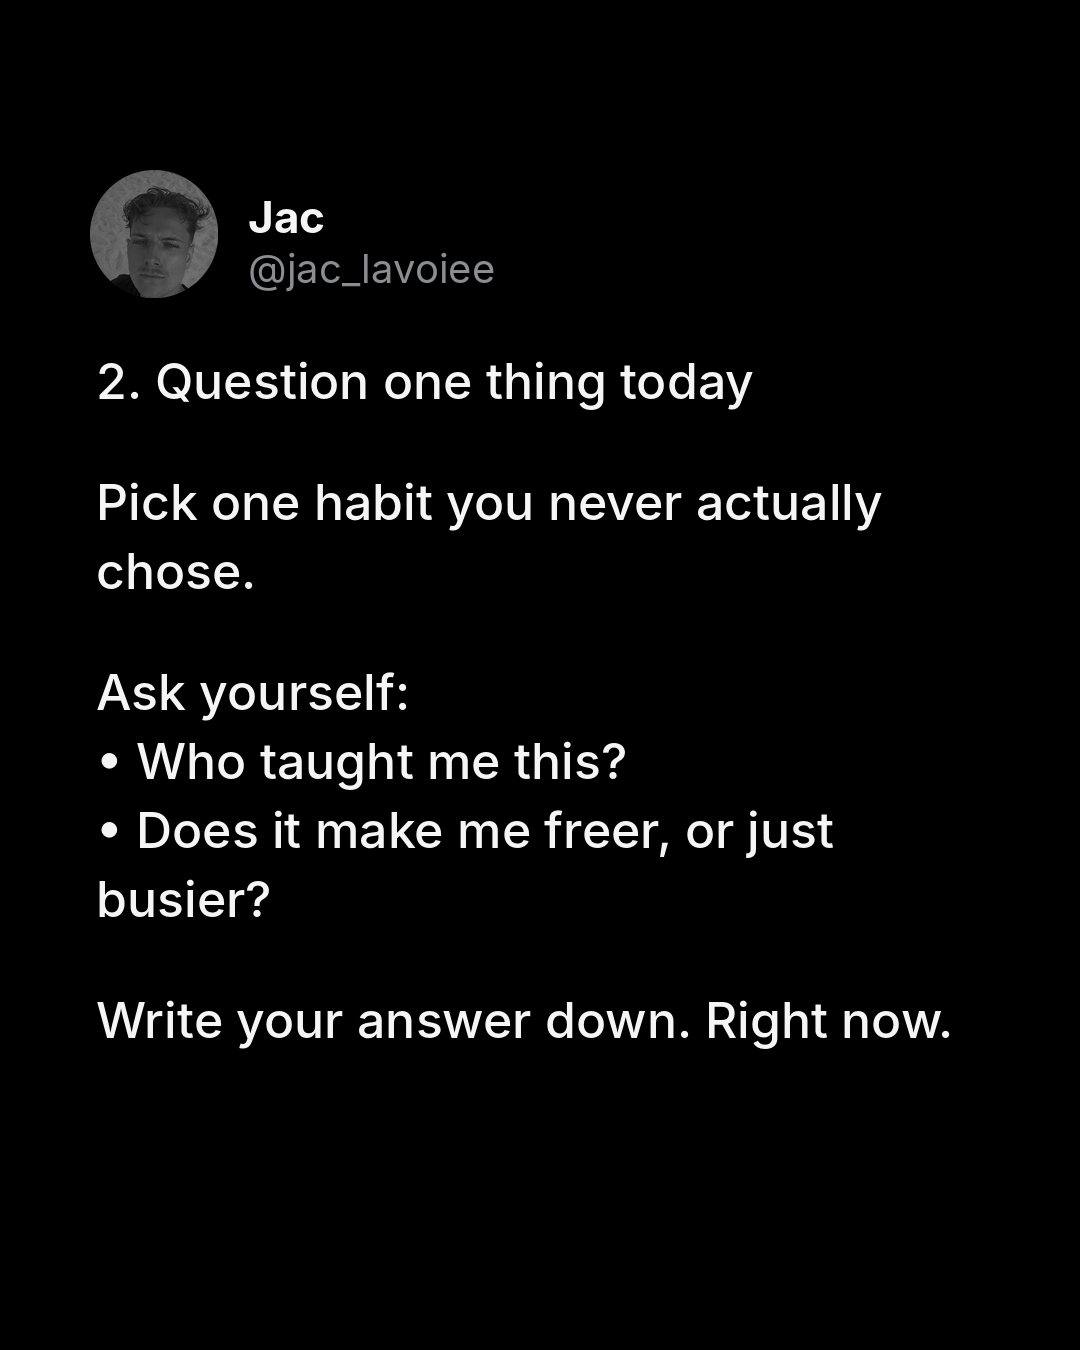 Jac
@jac_lavoiee
2. Question one thing today
Pick one habit you never actually
chose.
Ask yourself:
• Who taught me this?
• Does it make me freer, or just
busier?
Write your answer down. Right now.